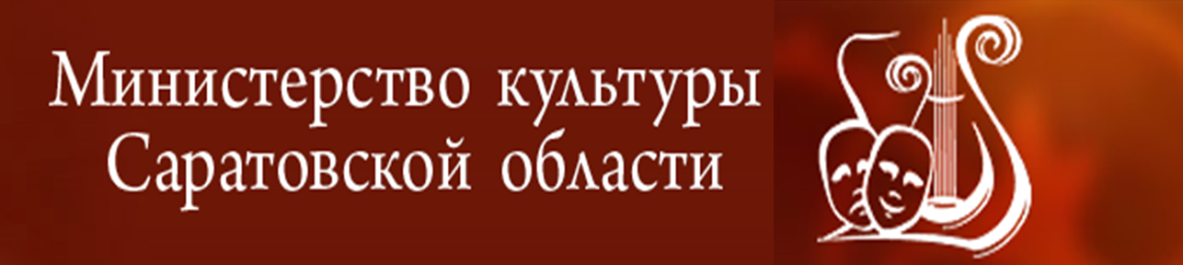 Министерство культуры
Саратовской области